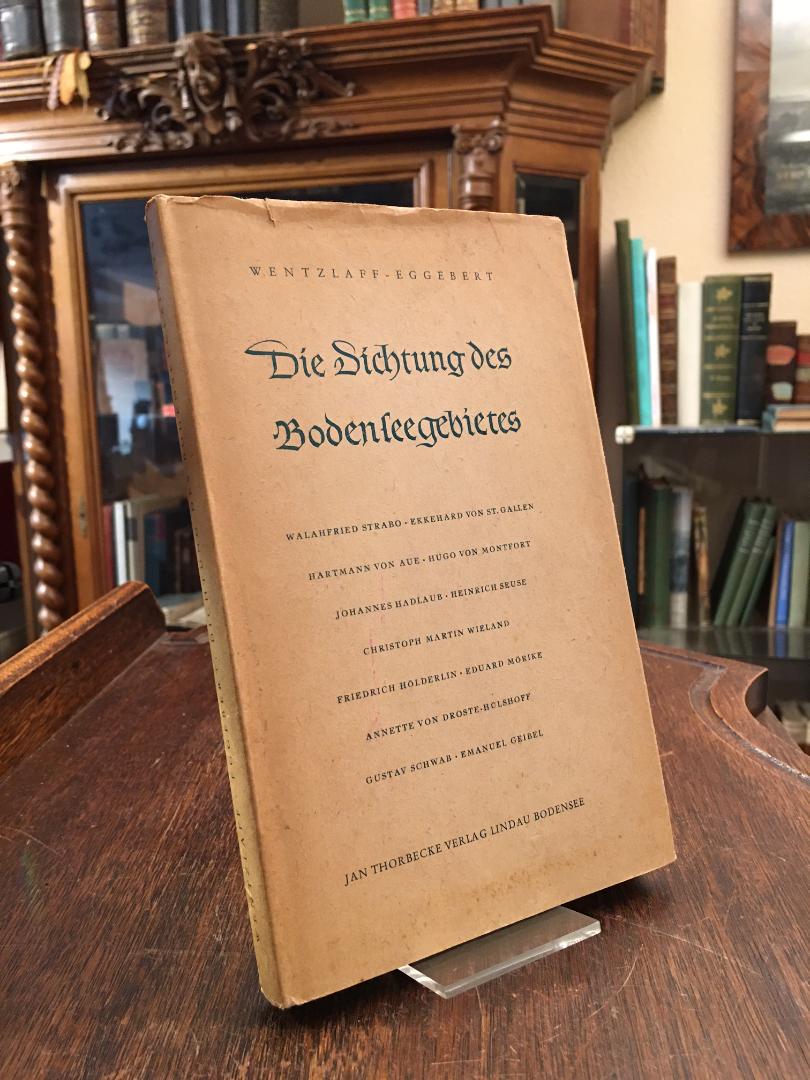 WENTZLAFF-EGGEBERT
Die Dichtung des
Bodenseegebietes
WALAHFRIED STRABO · EKKEHARD VON ST. GALLEN
HARTMANN VON AUE · HUGO VON MONTFORT
JOHANNES HADLAUB · HEINRICH SEUSE
CHRISTOPH MARTIN WIELAND
FRIEDRICH HÖLDERLIN · EDUARD MÖRIKE
ANNETTE VON DROSTE-HÜLSHOFF
GUSTAV SCHWAB · EMANUEL GEIBEL
JAN THORBECKE VERLAG LINDAU BODENSEE